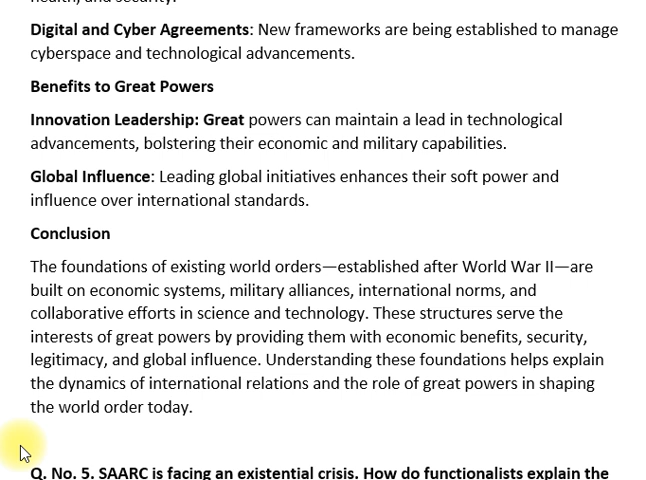 health, and security.
Digital and Cyber Agreements: New frameworks are being established to manage
cyberspace and technological advancements.
Benefits to Great Powers
Innovation Leadership: Great powers can maintain a lead in technological
advancements, bolstering their economic and military capabilities.
Global Influence: Leading global initiatives enhances their soft power and
influence over international standards.
Conclusion
The foundations of existing world orders—established after World War II—are
built on economic systems, military alliances, international norms, and
collaborative efforts in science and technology. These structures serve the
interests of great powers by providing them with economic benefits, security,
legitimacy, and global influence. Understanding these foundations helps explain
the dynamics of international relations and the role of great powers in shaping
the world order today.
Q. No. 5. SAARC is facing an existential crisis. How do functionalists explain the